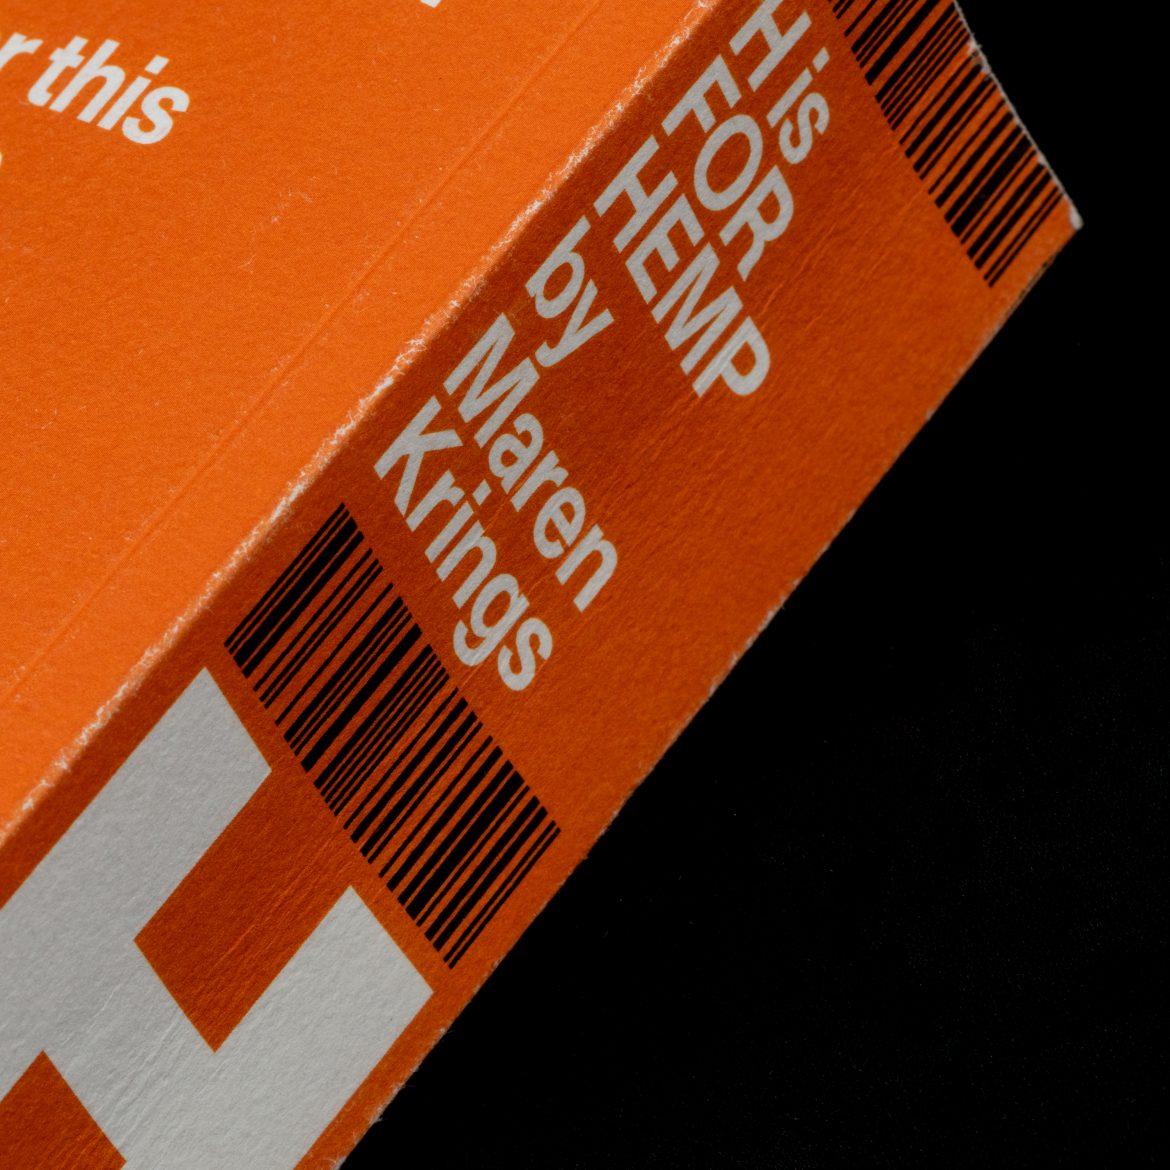 r this
H is
FOR
HEMP
by
Maren
Krings
H